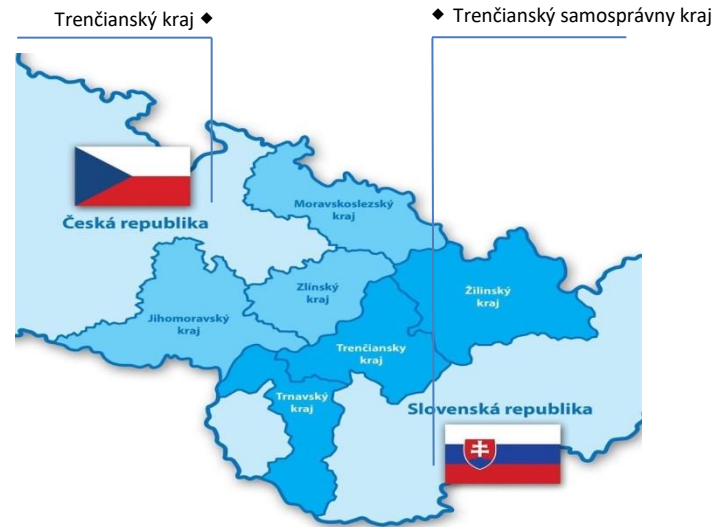 Trenčianský kraj ◆
◆ Trenčianský samosprávny kraj
Moravskoslezský
kraj
Česká republika
Zlínský
kraj
Žilinský
kraj
Jihomoravský
kraj
Trenčiansky
kraj
Trnavský
kraj
Slovenská republika